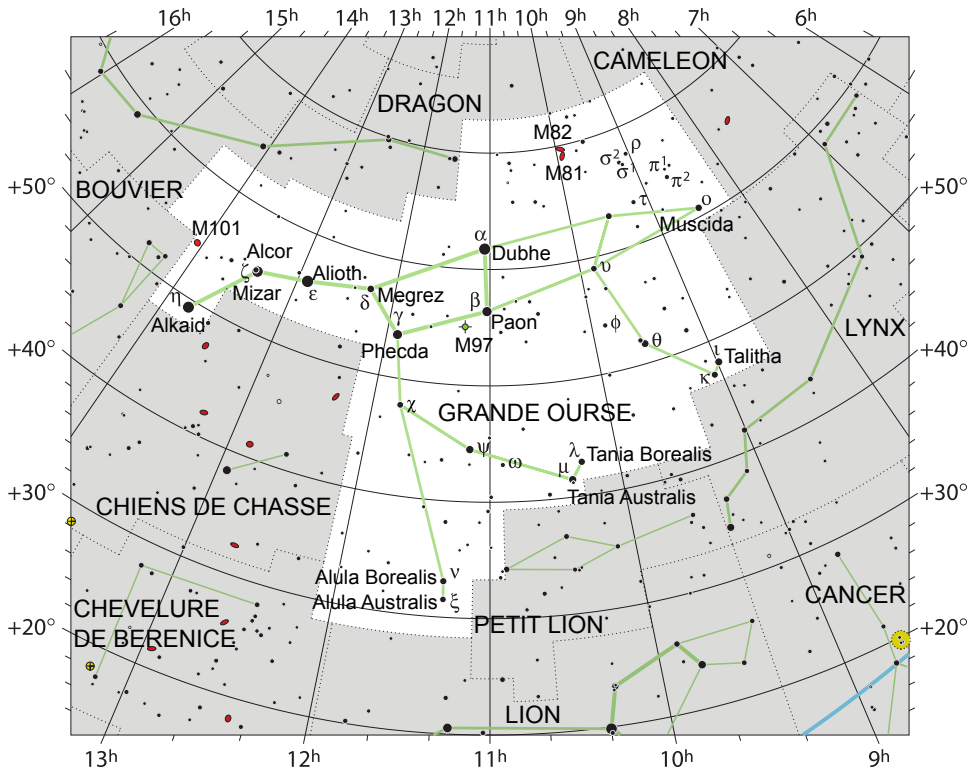 16h 15h 14h 13h 11h 10h 9h 8h 7h 6h
CAMELEON
DRAGON
M82
M81
σ² ρ
σ¹ π¹
π²
τ ο
Muscida
+50° BOUVIER +50°
M101
Alcor
ζ
Mizar
Alioth
ε
η
Alkaid
δ Megrez
α
Dubhe
υ
γ
Phecda
β
Paon
M97
φ
θ
LYNX
ι Talitha
κ
+40° +40°
χ
GRANDE OURSE
ψ
ω
λ Tania Borealis
μ
Tania Australis
+30° +30°
CHIENS DE CHASSE
Alula Borealis ν
Alula Australis ξ
CHEVELURE
DE BERENICE
PETIT LION
CANCER
+20° +20°
LION
13h 12h 11h 10h 9h